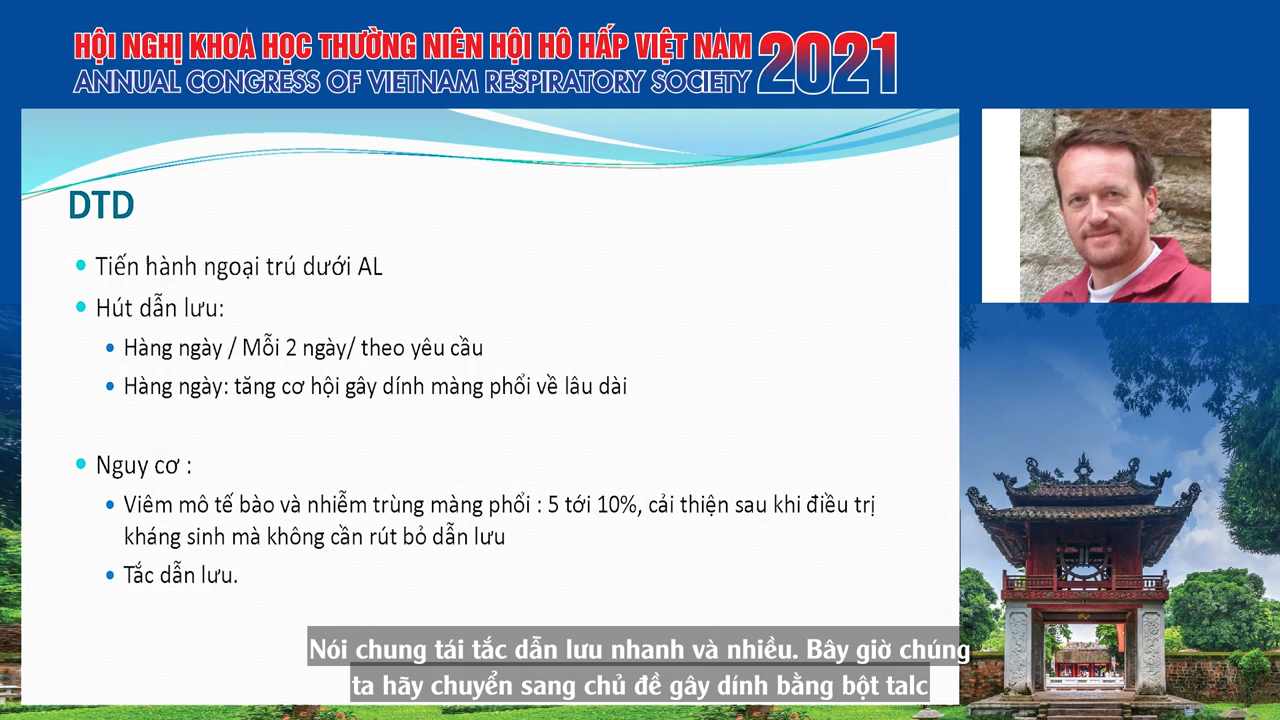 HỘI NGHỊ KHOA HỌC THƯỜNG NIÊN HỘI HÔ HẤP VIỆT NAM 2021
ANNUAL CONGRESS OF VIETNAM RESPIRATORY SOCIETY
DTD
Tiến hành ngoại trú dưới AL
Hút dẫn lưu:
Hàng ngày / Mỗi 2 ngày/ theo yêu cầu
Hàng ngày: tăng cơ hội gây dính màng phổi về lâu dài
Nguy cơ :
Viêm mô tế bào và nhiễm trùng màng phổi : 5 tới 10%, cải thiện sau khi điều trị
kháng sinh mà không cần rút bỏ dẫn lưu
Tắc dẫn lưu.
Nói chung tái tắc dẫn lưu nhanh và nhiều. Bây giờ chúng
ta hãy chuyển sang chủ đề gây dính bằng bột talc